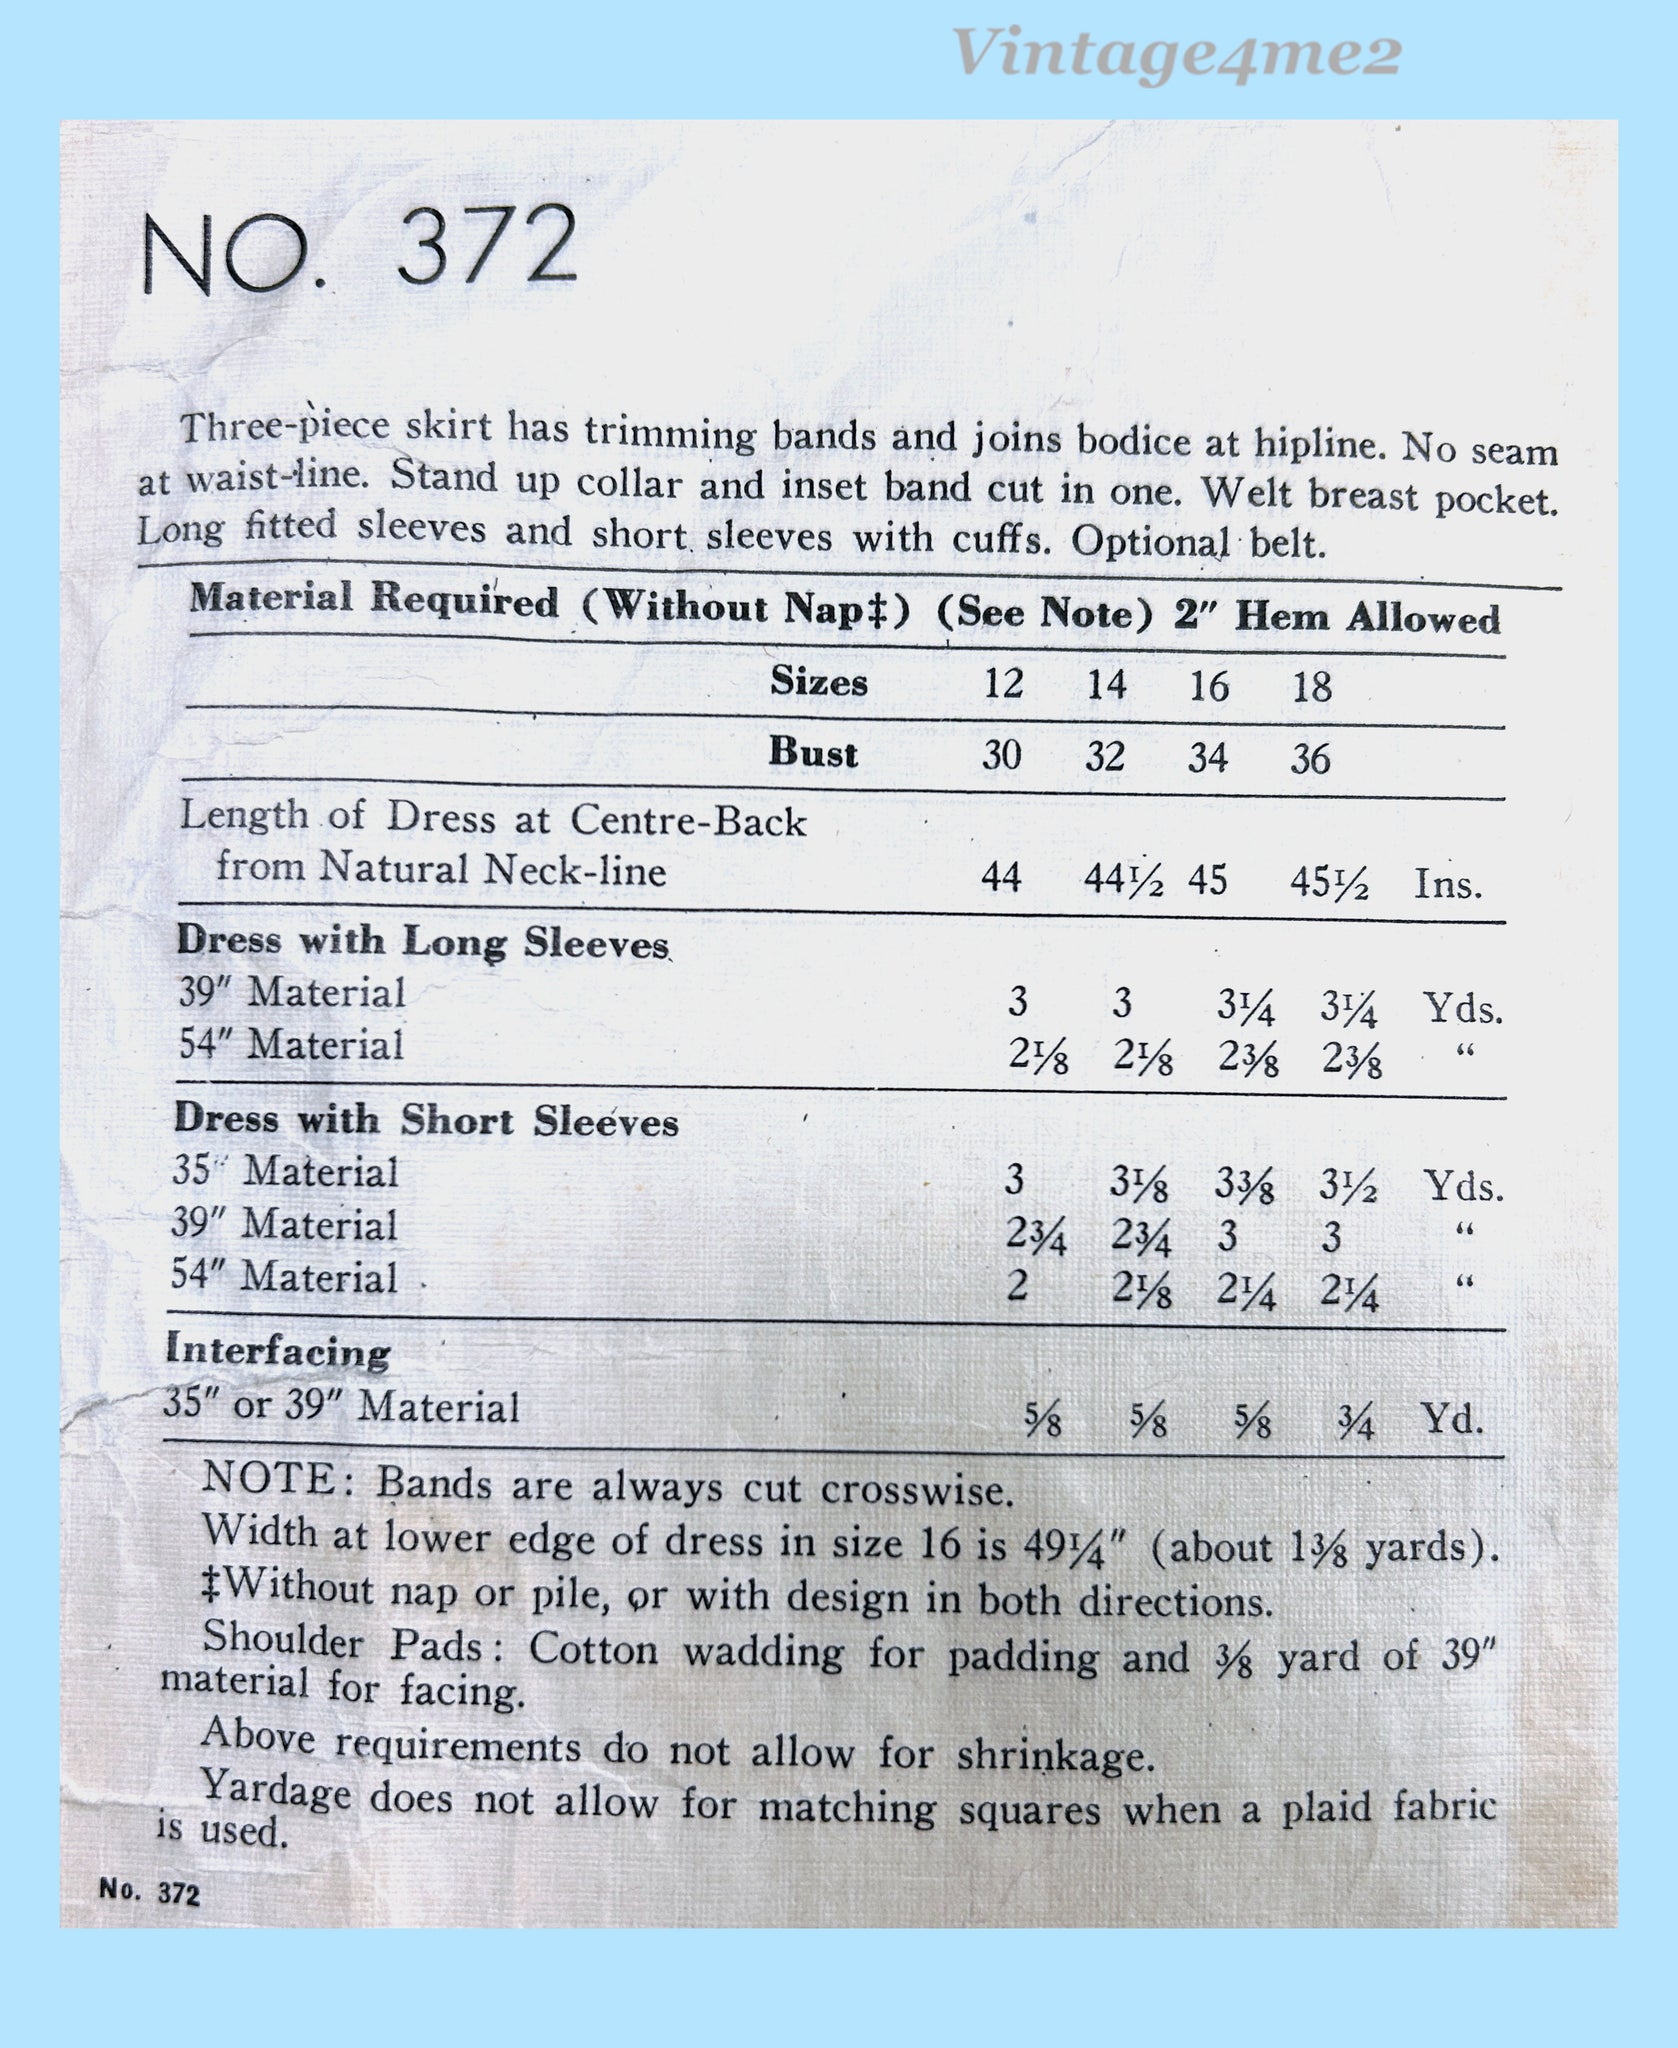 Vintage4me2
NO. 372
Three-piece skirt has trimming bands and joins bodice at hipline. No seam
at waist-line. Stand up collar and inset band cut in one. Welt breast pocket.
Long fitted sleeves and short sleeves with cuffs. Optional belt.
Material Required (Without Nap‡) (See Note) 2″ Hem Allowed
Sizes 12 14 16 18
Bust 30 32 34 36
Length of Dress at Centre-Back
from Natural Neck-line 44 44½ 45 45½ Ins.
Dress with Long Sleeves
39″ Material 3 3 3¼ 3¼ Yds.
54″ Material 2⅛ 2⅛ 2⅜ 2⅜ “
Dress with Short Sleeves
35″ Material 3 3⅛ 3⅜ 3½ Yds.
39″ Material 2¾ 2¾ 3 3 “
54″ Material 2 2⅛ 2¼ 2¼ “
Interfacing
35″ or 39″ Material ⅝ ⅝ ⅝ ¾ Yd.
NOTE: Bands are always cut crosswise.
Width at lower edge of dress in size 16 is 49¼″ (about 1⅜ yards).
‡Without nap or pile, or with design in both directions.
Shoulder Pads: Cotton wadding for padding and ⅜ yard of 39″
material for facing.
Above requirements do not allow for shrinkage.
Yardage does not allow for matching squares when a plaid fabric
is used.
No. 372